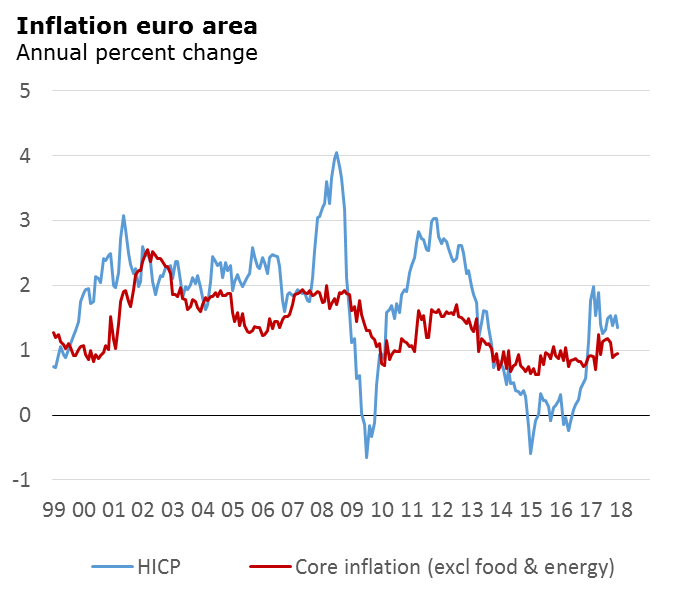 Inflation euro area
Annual percent change
5
4
3
2
1
0
-1
99 00 01 02 03 04 05 06 07 08 09 10 11 12 13 14 15 16 17 18
HICP Core inflation (excl food & energy)